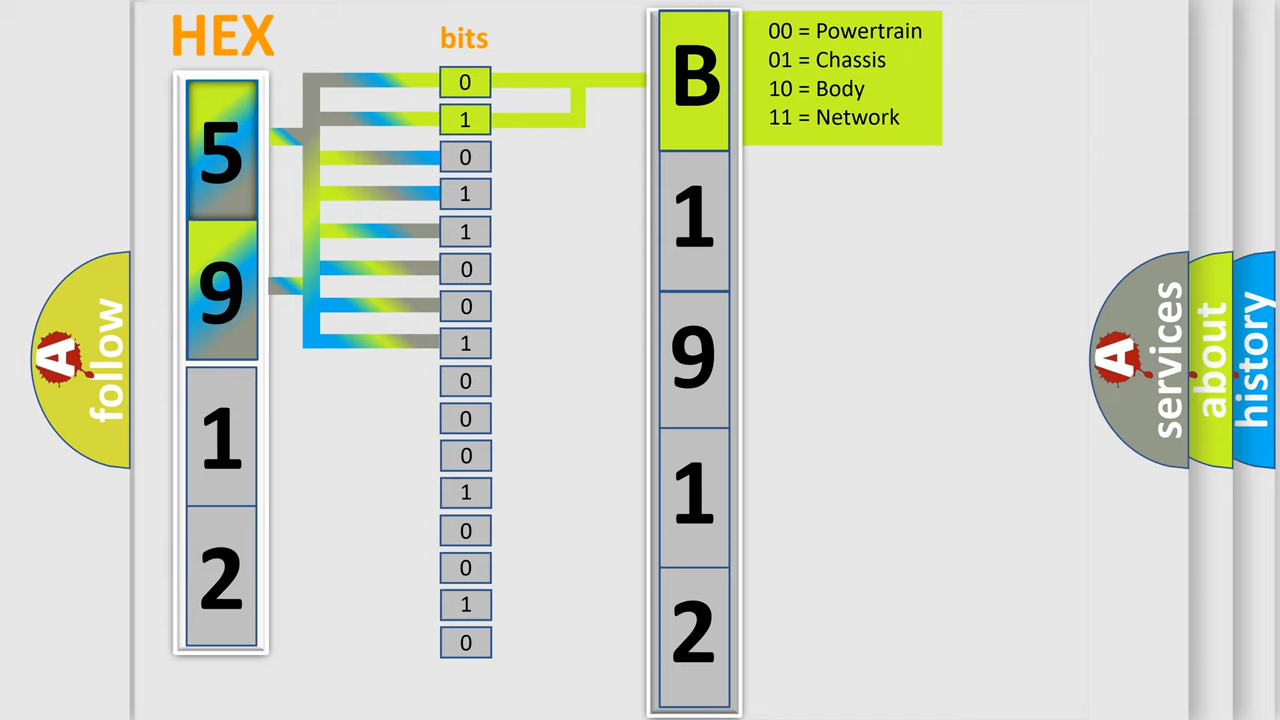 HEX
bits
5
9
1
2
0
1
0
1
1
0
0
1
0
0
0
1
0
0
1
0
B
1
9
1
2
00 = Powertrain
01 = Chassis
10 = Body
11 = Network
A
follow
A
services
about
history